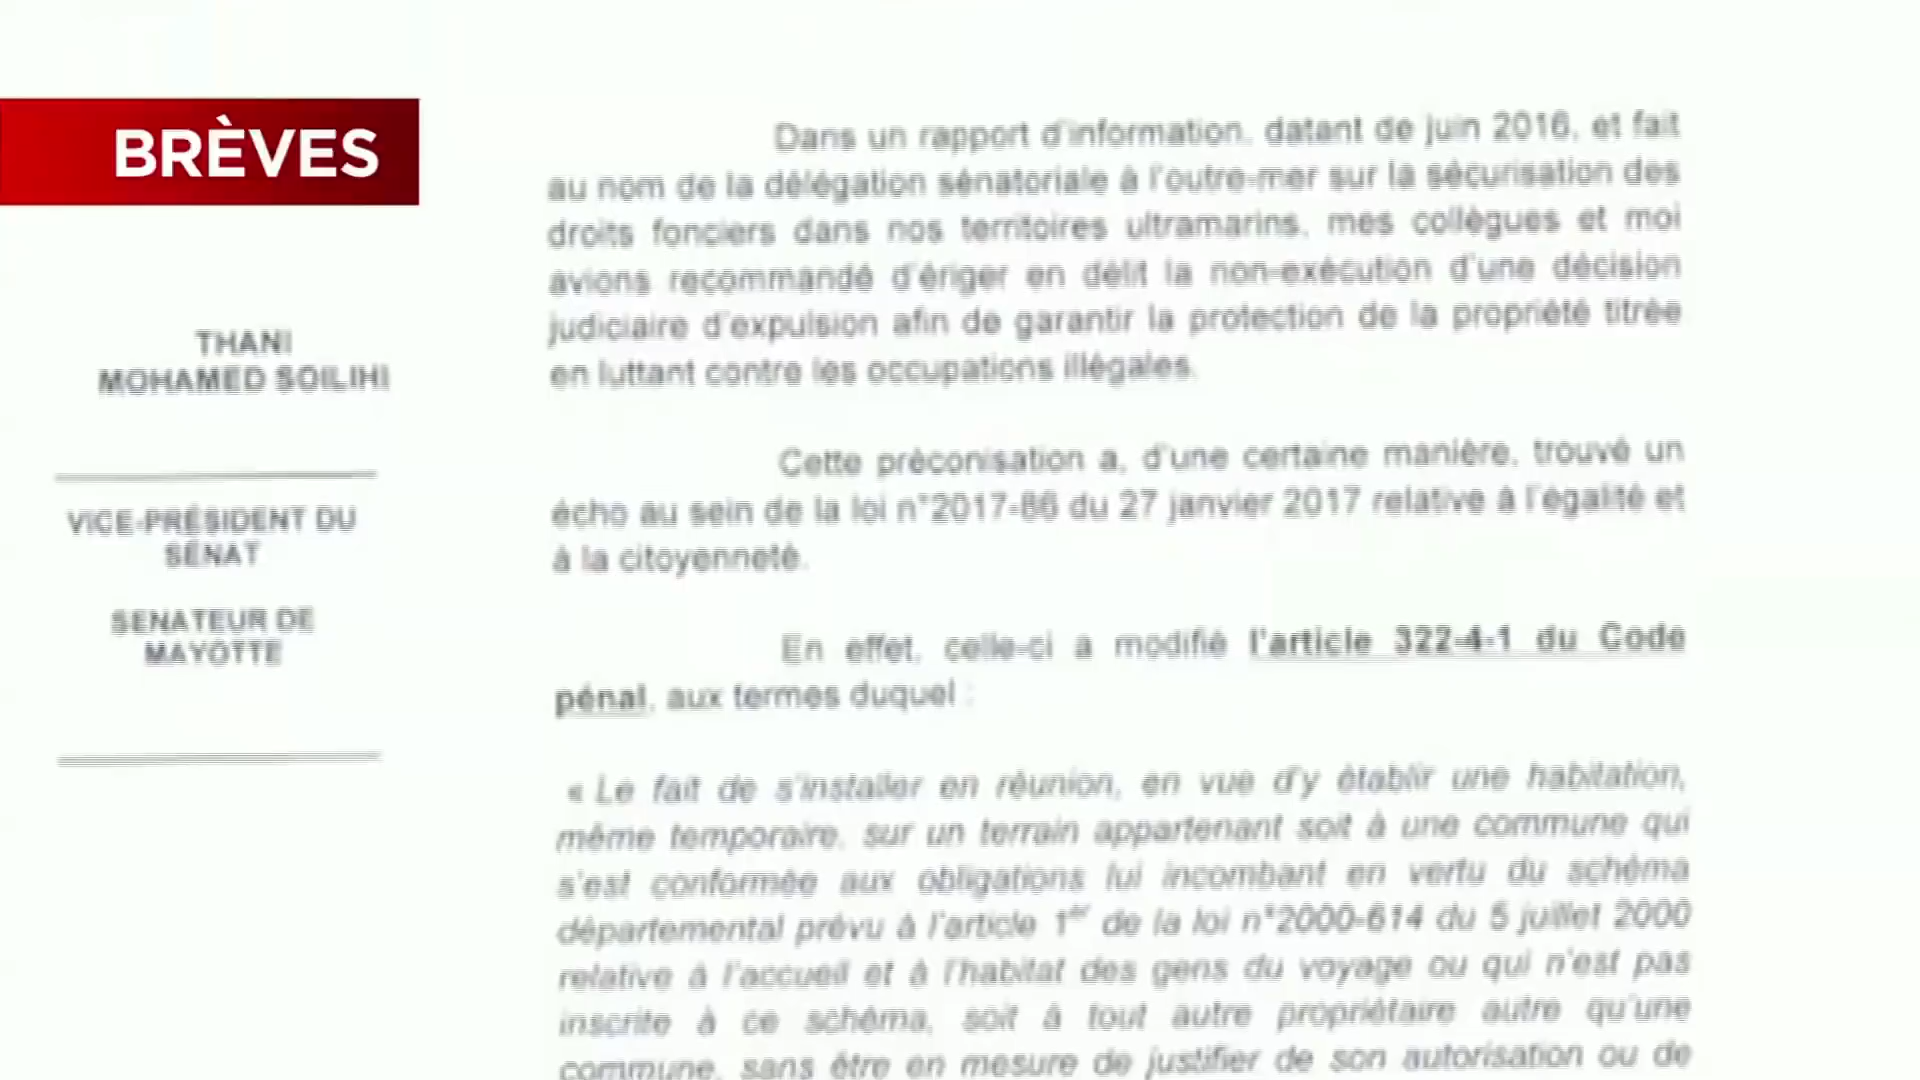 BRÈVES
THANI
MOHAMED SOILIHI
VICE-PRÉSIDENT DU
SÉNAT
SENATEUR DE
MAYOTTE
Dans un rapport d'information, datant de juin 2016, et fait
au nom de la délégation sénatoriale à l'outre-mer sur la sécurisation des
droits fonciers dans nos territoires ultramarins, mes collègues et moi
avions recommandé d'ériger en délit la non-exécution d'une décision
judiciaire d'expulsion afin de garantir la protection de la propriété titrée
en luttant contre les occupations illégales.
Cette préconisation a, d'une certaine manière, trouvé un
écho au sein de la loi n°2017-86 du 27 janvier 2017 relative à l'égalité et
à la citoyenneté.
En effet, celle-ci a modifié l'article 322-4-1 du Code
pénal, aux termes duquel :
« Le fait de s'installer en réunion, en vue d'y établir une habitation,
même temporaire, sur un terrain appartenant soit à une commune qui
s'est conformée aux obligations lui incombant en vertu du schéma
départemental prévu à l'article 1er de la loi n°2000-614 du 5 juillet 2000
relative à l'accueil et à l'habitat des gens du voyage ou qui n'est pas
inscrite à ce schéma, soit à tout autre propriétaire autre qu'une
commune, sans être en mesure de justifier de son autorisation ou de